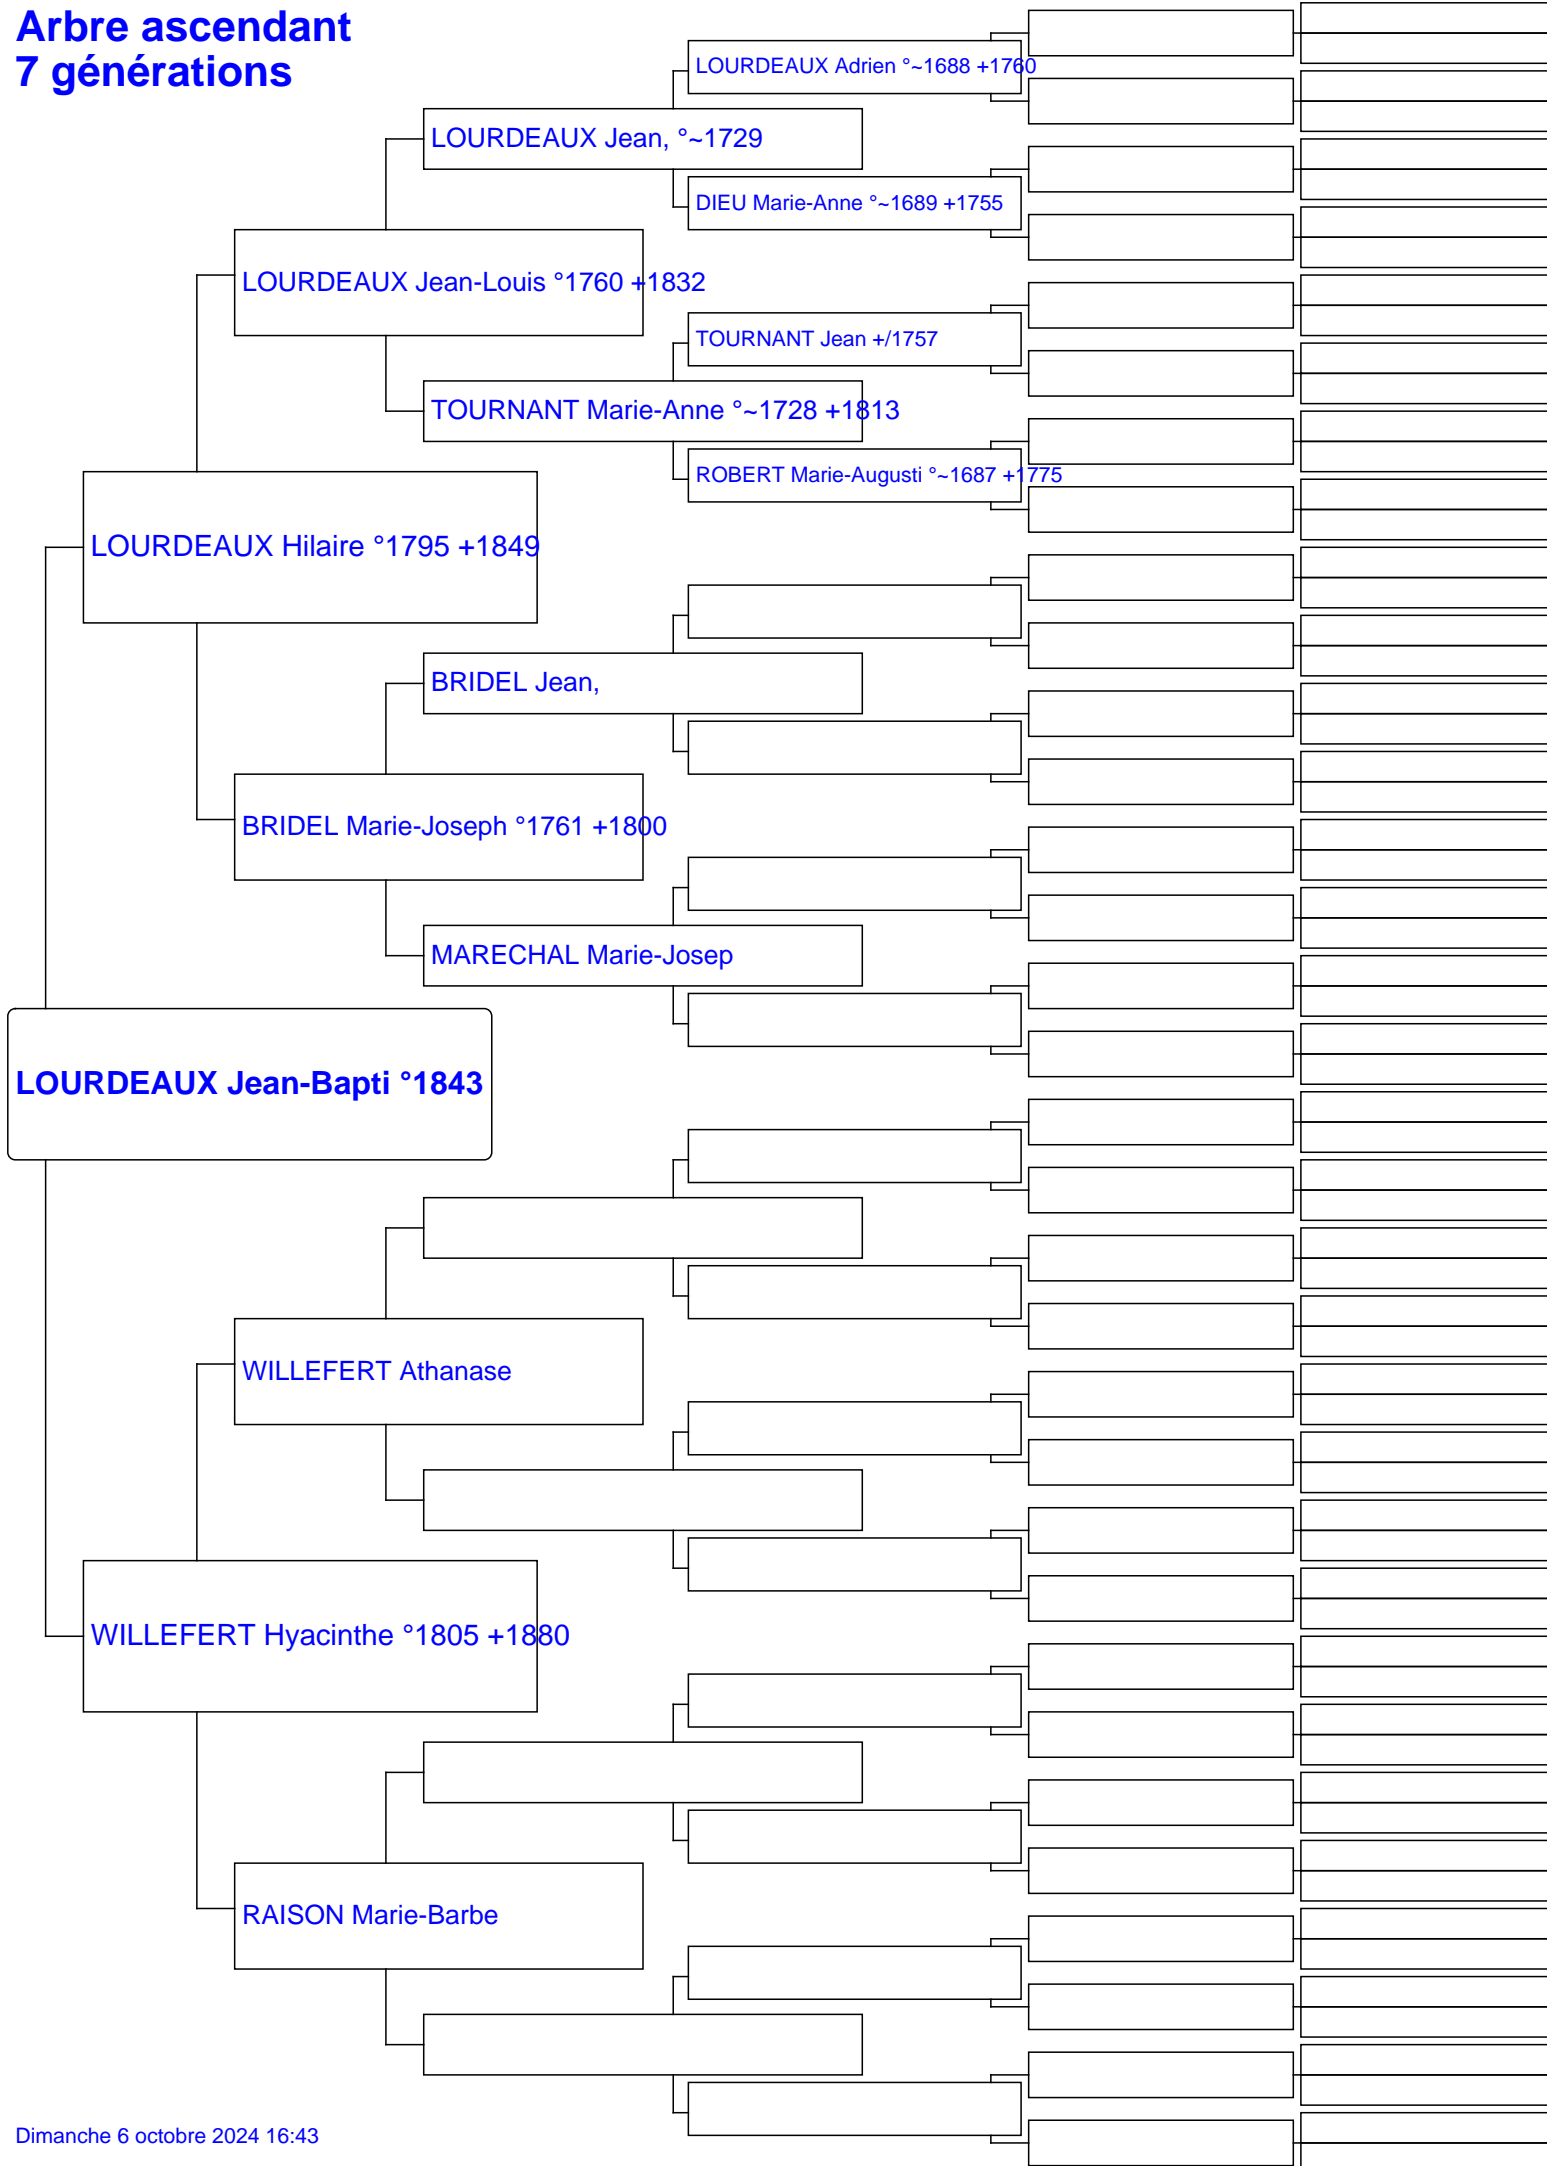 Arbre ascendant
7 générations
LOURDEAUX Adrien °~1688 +1760
LOURDEAUX Jean, °~1729
DIEU Marie-Anne °~1689 +1755
LOURDEAUX Jean-Louis °1760 +1832
TOURNANT Jean +/1757
TOURNANT Marie-Anne °~1728 +1813
ROBERT Marie-Augusti °~1687 +1775
LOURDEAUX Hilaire °1795 +1849
BRIDEL Jean,
BRIDEL Marie-Joseph °1761 +1800
MARECHAL Marie-Josep
LOURDEAUX Jean-Bapti °1843
WILLEFERT Athanase
WILLEFERT Hyacinthe °1805 +1880
RAISON Marie-Barbe
Dimanche 6 octobre 2024 16:43